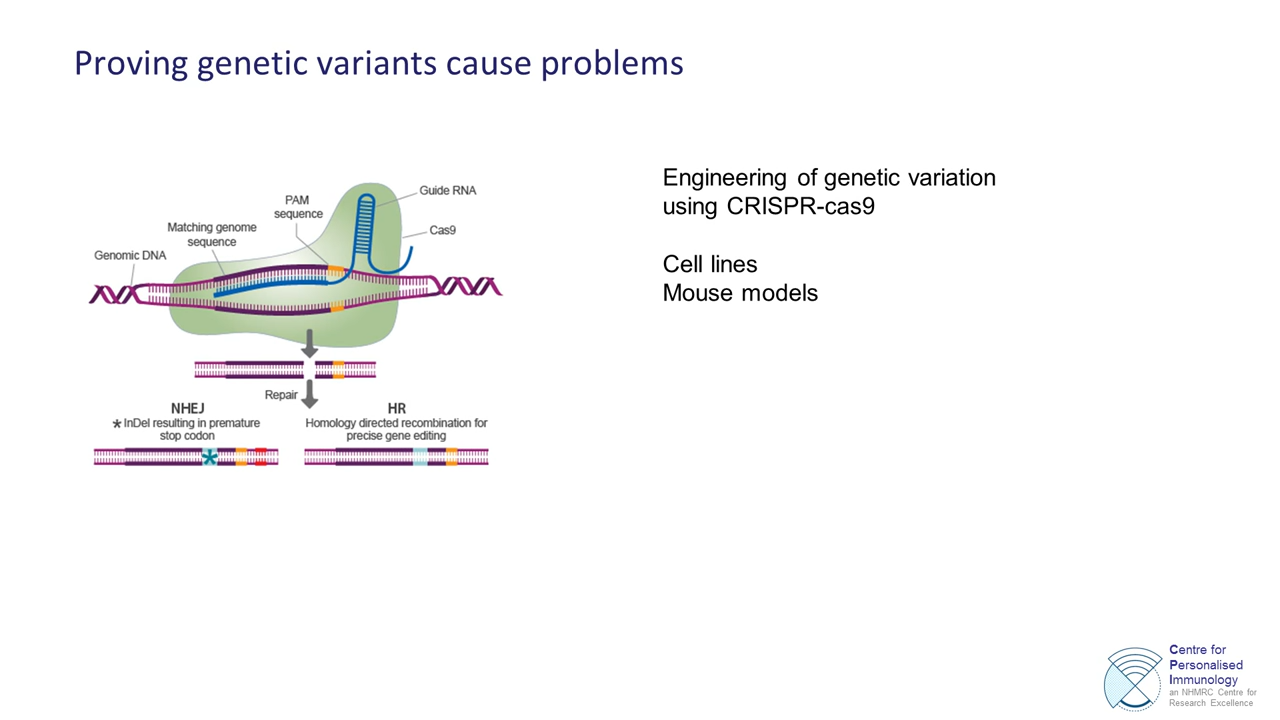 Proving genetic variants cause problems
Guide RNA
PAM
sequence
Cas9
Matching genome
sequence
Genomic DNA
Repair
NHEJ
* InDel resulting in premature
stop codon
HR
Homology directed recombination for
precise gene editing
*
Engineering of genetic variation
using CRISPR-cas9
Cell lines
Mouse models
Centre for
Personalised
Immunology
an NHMRC Centre for
Research Excellence